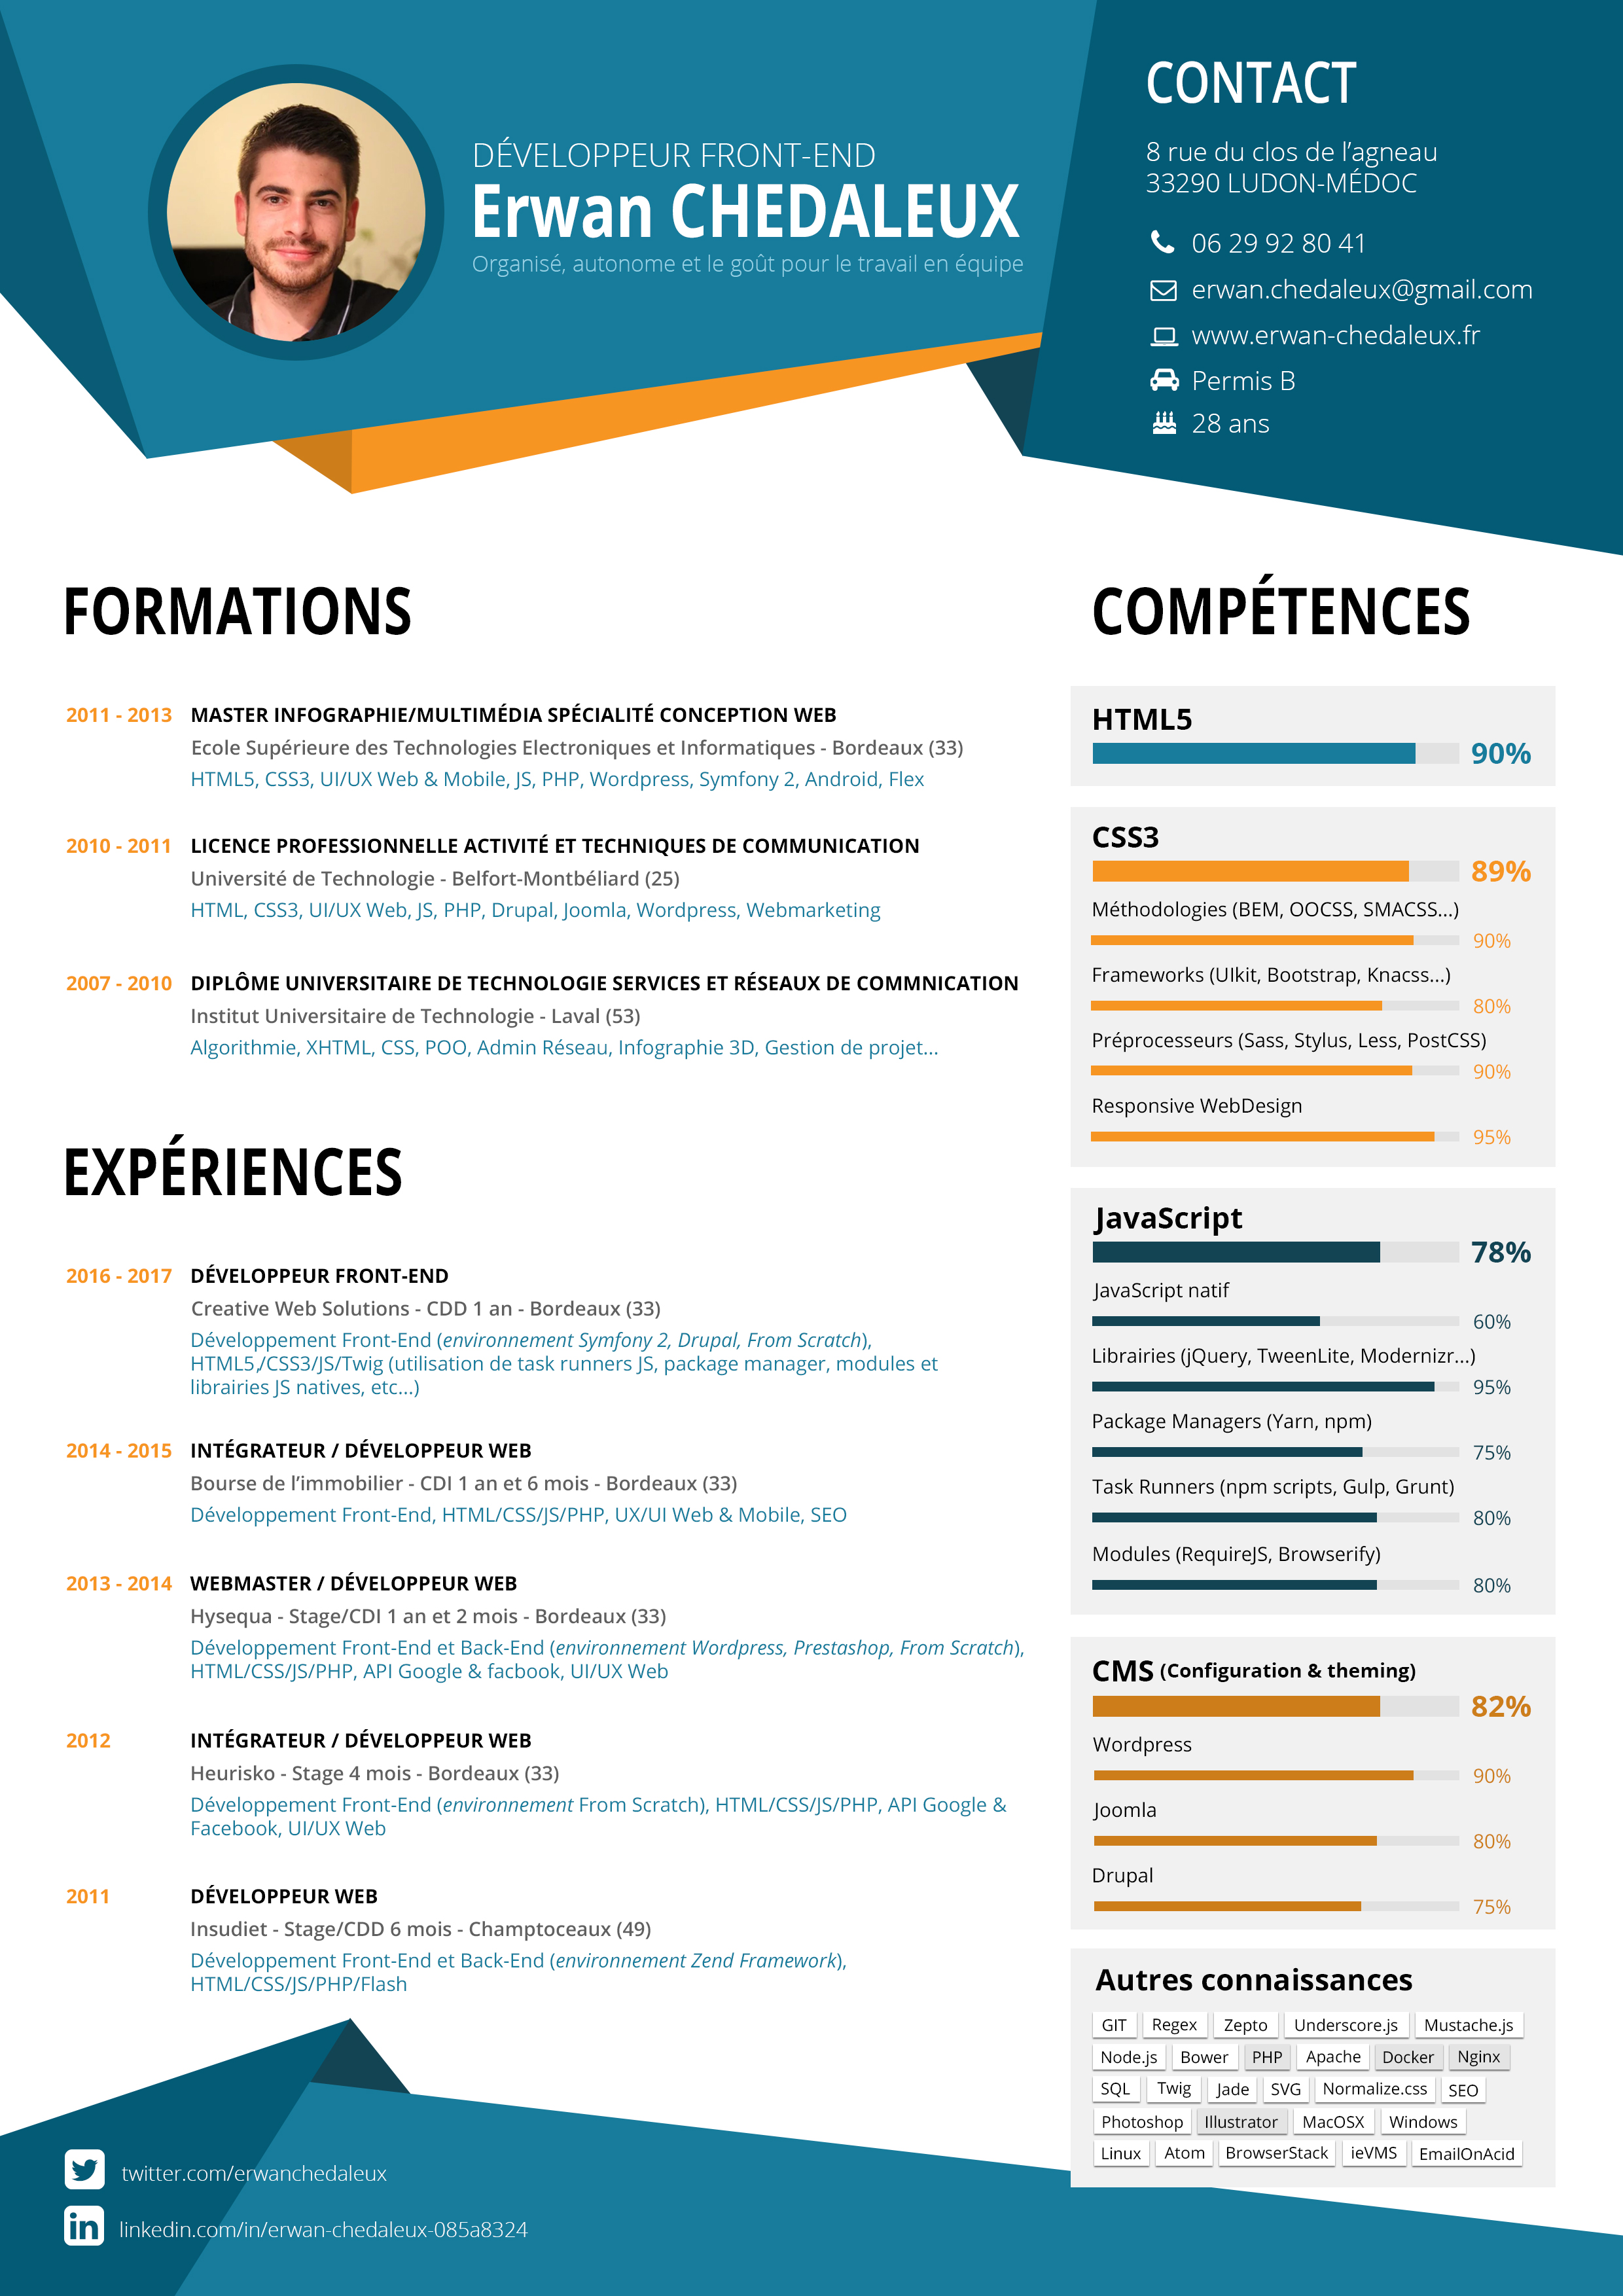 DÉVELOPPEUR FRONT-END
Erwan CHEDALEUX
Organisé, autonome et le goût pour le travail en équipe
CONTACT
8 rue du clos de l’agneau
33290 LUDON-MÉDOC
06 29 92 80 41
erwan.chedaleux@gmail.com
www.erwan-chedaleux.fr
Permis B
28 ans
FORMATIONS
2011 - 2013 MASTER INFOGRAPHIE/MULTIMÉDIA SPÉCIALITÉ CONCEPTION WEB
Ecole Supérieure des Technologies Electroniques et Informatiques - Bordeaux (33)
HTML5, CSS3, UI/UX Web & Mobile, JS, PHP, Wordpress, Symfony 2, Android, Flex
2010 - 2011 LICENCE PROFESSIONNELLE ACTIVITÉ ET TECHNIQUES DE COMMUNICATION
Université de Technologie - Belfort-Montbéliard (25)
HTML, CSS3, UI/UX Web, JS, PHP, Drupal, Joomla, Wordpress, Webmarketing
2007 - 2010 DIPLÔME UNIVERSITAIRE DE TECHNOLOGIE SERVICES ET RÉSEAUX DE COMMNICATION
Institut Universitaire de Technologie - Laval (53)
Algorithmie, XHTML, CSS, POO, Admin Réseau, Infographie 3D, Gestion de projet...
EXPÉRIENCES
2016 - 2017 DÉVELOPPEUR FRONT-END
Creative Web Solutions - CDD 1 an - Bordeaux (33)
Développement Front-End (environnement Symfony 2, Drupal, From Scratch),
HTML5,/CSS3/JS/Twig (utilisation de task runners JS, package manager, modules et
librairies JS natives, etc...)
2014 - 2015 INTÉGRATEUR / DÉVELOPPEUR WEB
Bourse de l’immobilier - CDI 1 an et 6 mois - Bordeaux (33)
Développement Front-End, HTML/CSS/JS/PHP, UX/UI Web & Mobile, SEO
2013 - 2014 WEBMASTER / DÉVELOPPEUR WEB
Hysequa - Stage/CDI 1 an et 2 mois - Bordeaux (33)
Développement Front-End et Back-End (environnement Wordpress, Prestashop, From Scratch),
HTML/CSS/JS/PHP, API Google & facbook, UI/UX Web
2012 INTÉGRATEUR / DÉVELOPPEUR WEB
Heurisko - Stage 4 mois - Bordeaux (33)
Développement Front-End (environnement From Scratch), HTML/CSS/JS/PHP, API Google &
Facebook, UI/UX Web
2011 DÉVELOPPEUR WEB
Insudiet - Stage/CDD 6 mois - Champtoceaux (49)
Développement Front-End et Back-End (environnement Zend Framework),
HTML/CSS/JS/PHP/Flash
COMPÉTENCES
HTML5
90%
CSS3
89%
Méthodologies (BEM, OOCSS, SMACSS...)
90%
Frameworks (UIkit, Bootstrap, Knacss...)
80%
Préprocesseurs (Sass, Stylus, Less, PostCSS)
90%
Responsive WebDesign
95%
JavaScript
78%
JavaScript natif
60%
Librairies (jQuery, TweenLite, Modernizr...)
95%
Package Managers (Yarn, npm)
75%
Task Runners (npm scripts, Gulp, Grunt)
80%
Modules (RequireJS, Browserify)
80%
CMS (Configuration & theming)
82%
Wordpress
90%
Joomla
80%
Drupal
75%
Autres connaissances
GIT Regex Zepto Underscore.js Mustache.js
Node.js Bower PHP Apache Docker Nginx
SQL Twig Jade SVG Normalize.css SEO
Photoshop Illustrator MacOSX Windows
Linux Atom BrowserStack ieVMS EmailOnAcid
twitter.com/erwanchedaleux
linkedin.com/in/erwan-chedaleux-085a8324